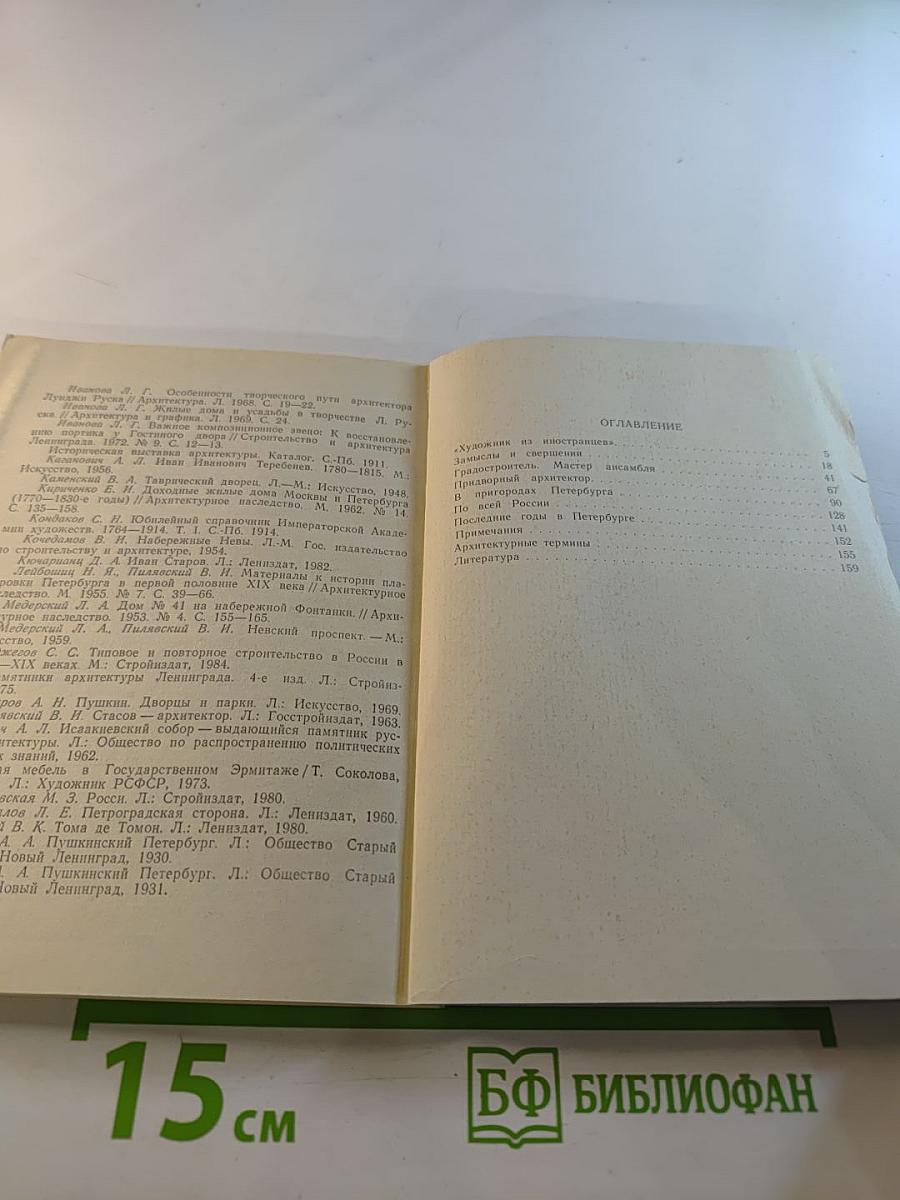 Иванова Л. Г. Особенности творческого пути архитектора
Луиджи Руска // Архитектура. Л. 1968. С. 19—22.
Иванова Л. Г. Жилые дома и усадьбы в творчестве Л. Ру-
ска. // Архитектура и графика. Л. 1969. С. 24.
Иванова Л. Г. Важное композиционное звено: К восстановле-
нию портика у Гостиного двора // Строительство и архитектура
Ленинграда. 1972. № 9. С. 12—13.
Историческая выставка архитектуры. Каталог. С.-Пб. 1911.
Каганович А. Л. Иван Иванович Теребенев. 1780—1815. М.:
Искусство, 1956.
Каменский В. А. Таврический дворец. Л.—М.: Искусство, 1948.
Кириченко Е. И. Доходные жилые дома Москвы и Петербурга
(1770—1830-е годы) // Архитектурное наследство. М. 1962. № 14.
С. 135—158.
Кондаков С. Н. Юбилейный справочник Императорской Акаде-
мии художеств. 1764—1914. Т. I. С.-Пб. 1914.
Кочедамов В. И. Набережные Невы. Л.-М. Гос. издательство
по строительству и архитектуре, 1954.
Кючарианц Д. А. Иван Старов. Л.: Лениздат, 1982.
Лейбошиц Н. Я., Пилявский В. И. Материалы к истории пла-
ровки Петербурга в первой половине XIX века // Архитектурное
ледство. М. 1955. № 7. С. 39—66.
Медерский Л. А. Дом № 41 на набережной Фонтанки. // Архи-
турное наследство. 1953. № 4. С. 155—165.
Медерский Л. А., Пилявский В. И. Невский проспект. — М.:
сство, 1959.
жегов С. С. Типовое и повторное строительство в России в
—XIX веках. М.: Стройиздат, 1984.
амятники архитектуры Ленинграда. 4-е изд. Л.: Стройиз-
75.
ров А. Н. Пушкин. Дворцы и парки. Л.: Искусство, 1969.
явский В. И. Стасов — архитектор. Л.: Госстройиздат, 1963.
ч А. Л. Исаакиевский собор — выдающийся памятник рус-
итектуры. Л.: Общество по распространению политических
х знаний, 1962.
ая мебель в Государственном Эрмитаже / Т. Соколова,
Л.: Художник РСФСР, 1973.
вская М. З. Росси. Л.: Стройиздат, 1980.
лов Л. Е. Петроградская сторона. Л.: Лениздат, 1960.
й В. К. Тома де Томон. Л.: Лениздат, 1980.
А. А. Пушкинский Петербург. Л: Общество Старый
Новый Ленинград, 1930.
А. Пушкинский Петербург. Л.: Общество Старый
Новый Ленинград, 1931.
ОГЛАВЛЕНИЕ
«Художник из иностранцев» 5
Замыслы и свершения 18
Градостроитель. Мастер ансамбля 41
Придворный архитектор. 67
В пригородах Петербурга 90
По всей России 128
Последние годы в Петербурге 141
Примечания 152
Архитектурные термины 155
Литература 159
15 см
БФ БИБЛИОФАН